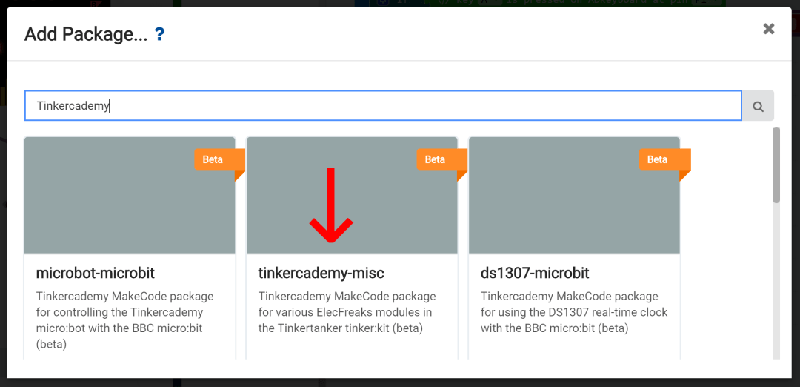 Add Package... ?
Tinkercademy
Beta
Beta
Beta
microbot-microbit
Tinkercademy MakeCode package
for controlling the Tinkercademy
micro:bot with the BBC micro:bit
(beta)
tinkercademy-misc
Tinkercademy MakeCode package
for various ElecFreaks modules in
the Tinkertanker tinker:kit (beta)
ds1307-microbit
Tinkercademy MakeCode package
for using the DS1307 real-time clock
with the BBC micro:bit (beta)